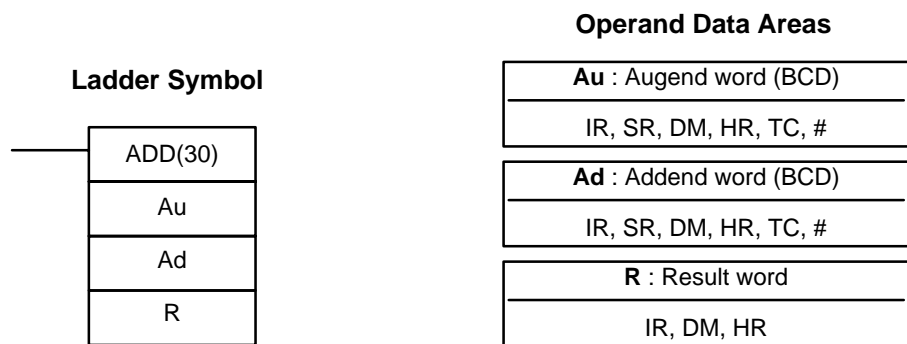 Ladder Symbol
ADD(30)
Au
Ad
R
Operand Data Areas
Au : Augend word (BCD)
IR, SR, DM, HR, TC, #
Ad : Addend word (BCD)
IR, SR, DM, HR, TC, #
R : Result word
IR, DM, HR